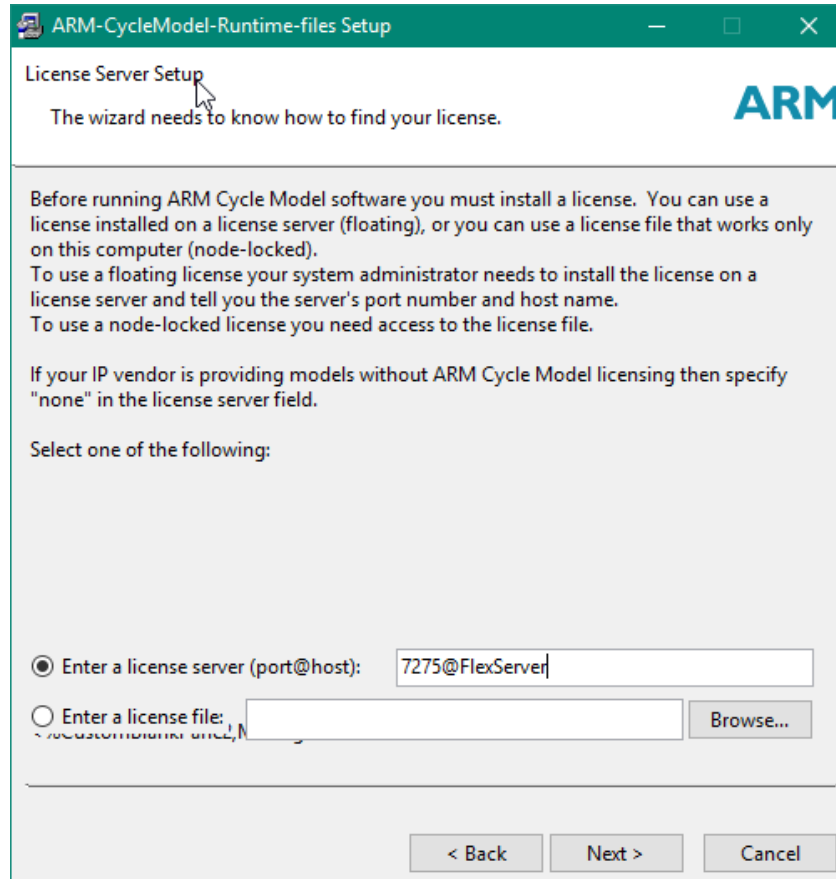 ARM-CycleModel-Runtime-files Setup
License Server Setup
The wizard needs to know how to find your license.
ARM
Before running ARM Cycle Model software you must install a license. You can use a
license installed on a license server (floating), or you can use a license file that works only
on this computer (node-locked).
To use a floating license your system administrator needs to install the license on a
license server and tell you the server's port number and host name.
To use a node-locked license you need access to the license file.
If your IP vendor is providing models without ARM Cycle Model licensing then specify
"none" in the license server field.
Select one of the following:
Enter a license server (port@host): 7275@FlexServer
Enter a license file: Browse...
< Back Next > Cancel